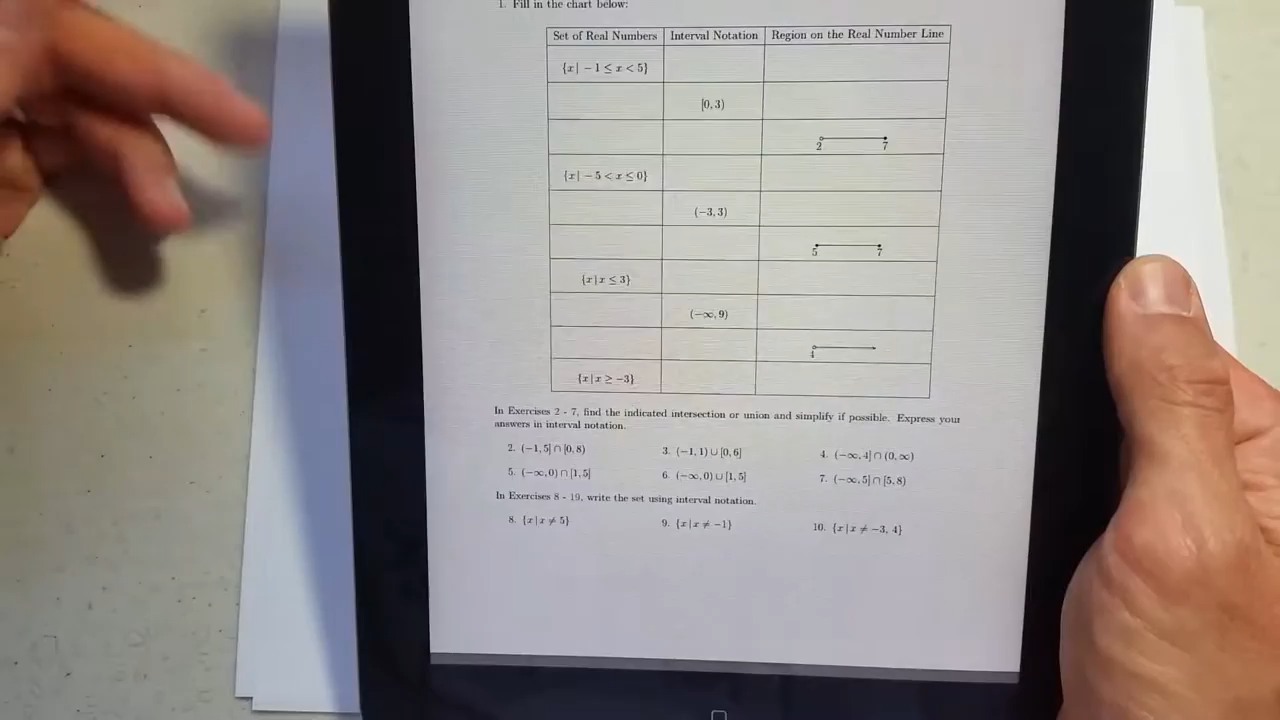 1. Fill in the chart below:
Set of Real Numbers Interval Notation Region on the Real Number Line
{x| − 1 ≤ x < 5}
[0, 3)
2 7
{x| − 5 < x ≤ 0}
(−3, 3)
5 7
{x | x ≤ 3}
(−∞, 9)
4
{x | x ≥ −3}
In Exercises 2 - 7, find the indicated intersection or union and simplify if possible. Express your
answers in interval notation.
2. (−1, 5] ∩ [0, 8) 3. (−1, 1) ∪ [0, 6] 4. (−∞, 4] ∩ (0, ∞)
5. (−∞, 0) ∩ [1, 5] 6. (−∞, 0) ∪ [1, 5] 7. (−∞, 5] ∩ [5, 8)
In Exercises 8 - 19, write the set using interval notation.
8. {x | x ≠ 5} 9. {x | x ≠ −1} 10. {x | x ≠ −3, 4}